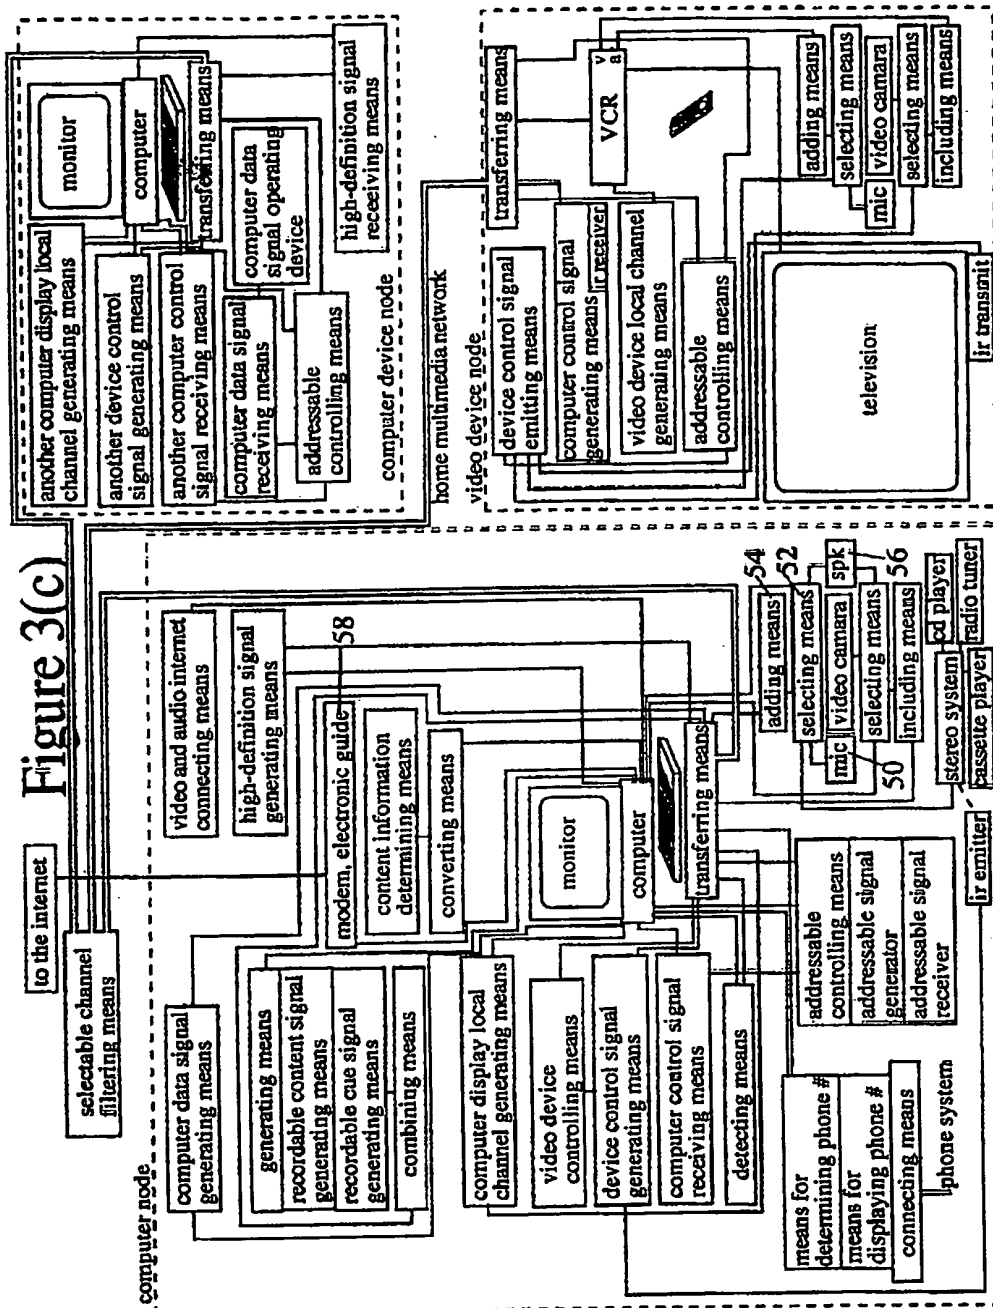 Figure 3(c)
to the internet
selectable channel
filtering means
computer node
computer data signal
generating means
generating means
recordable content signal
generating means
recordable cue signal
generating means
combining means
computer display local
channel generating means
video device
controlling means
device control signal
generating means
computer control signal
receiving means
detecting means
means for
determining phone #
means for
displaying phone #
connecting means
phone system
video and audio internet
connecting means
high-definition signal
generating means
modem, electronic guide
58
content information
determining means
converting means
monitor
computer
transferring means
addressable
controlling means
addressable signal
generator
addressable signal
receiver
ir emitter
adding means
54
selecting means
52
mic
video camara
spk
50
selecting means
56
including means
stereo system
cd player
radio tuner
cassette player
another computer display local
channel generating means
another device control
signal generating means
another computer control
signal receiving means
computer data signal
receiving means
addressable
controlling means
monitor
computer
transferring means
computer data
signal operating
device
high-definition signal
receeiving means
computer device node
home multimedia network
video device node
transferring means
device control signal
emitting means
computer control signal
generating means
ir receiver
video device local channel
generating means
addressable
controlling means
VCR
v
a
television
ir transmit
adding means
selecting means
mic
video camara
selecting means
including means